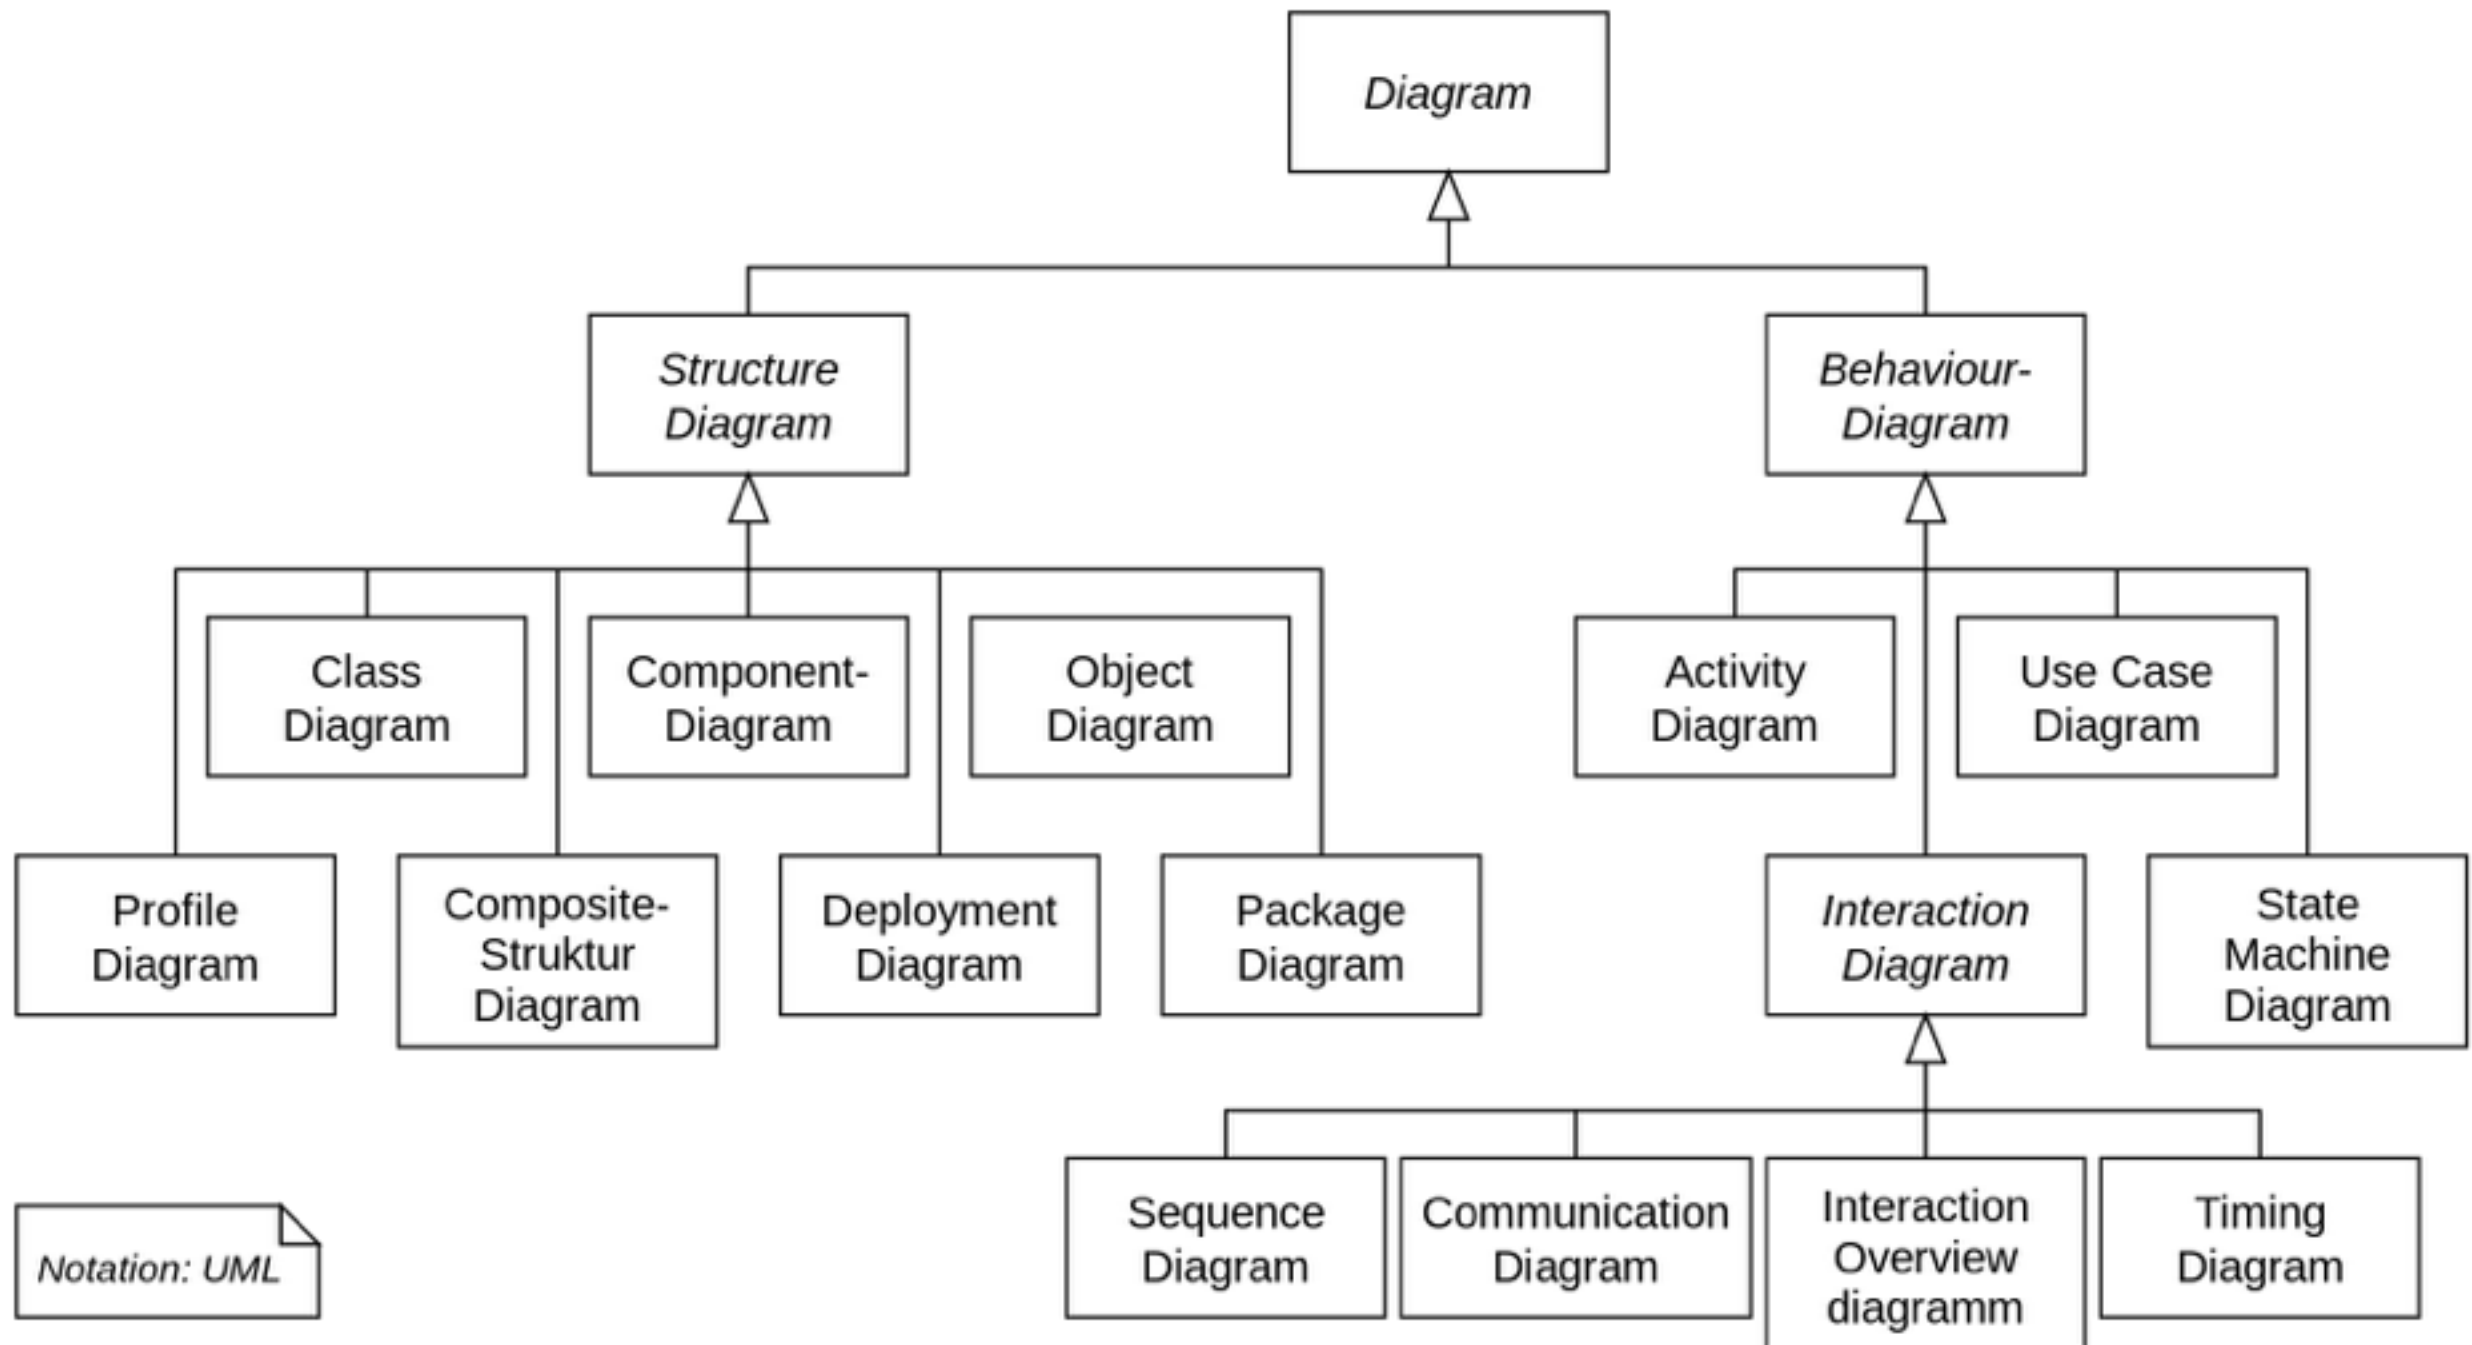 Diagram
Structure
Diagram
Behaviour-
Diagram
Class
Diagram
Component-
Diagram
Object
Diagram
Activity
Diagram
Use Case
Diagram
Profile
Diagram
Composite-
Struktur
Diagram
Deployment
Diagram
Package
Diagram
Interaction
Diagram
State
Machine
Diagram
Sequence
Diagram
Communication
Diagram
Interaction
Overview
diagramm
Timing
Diagram
Notation: UML